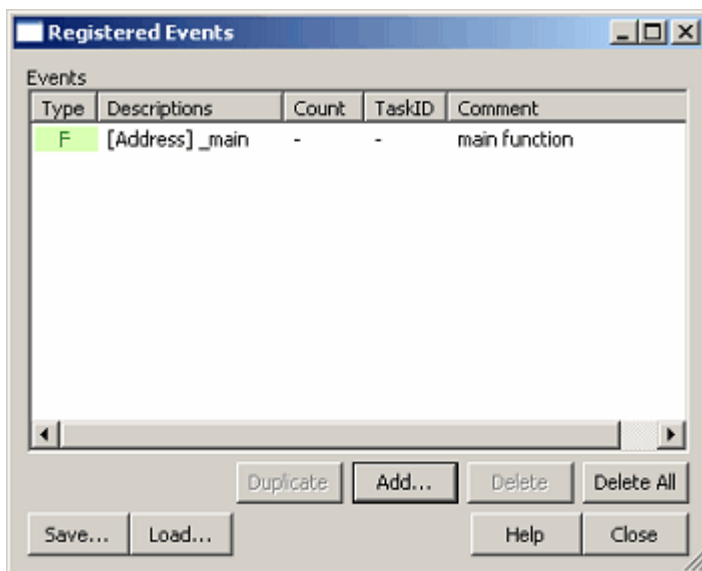 Registered Events
Events
Type Descriptions Count TaskID Comment
F [Address] _main - - main function
Duplicate Add... Delete Delete All
Save... Load... Help Close